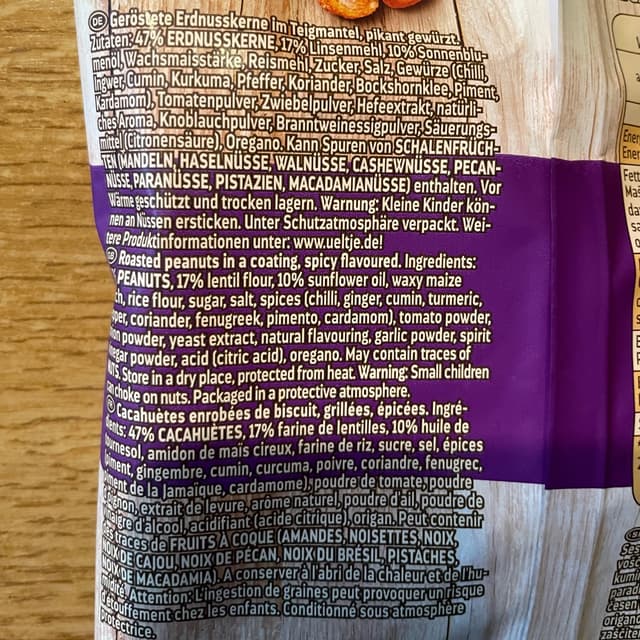 DE Geröstete Erdnusskerne im Teigmantel, pikant gewürzt.
Zutaten: 47% ERDNUSSKERNE, 17% Linsenmehl, 10% Sonnenblu-
menöl, Wachsmaisstärke, Reismehl, Zucker, Salz, Gewürze (Chilli,
Ingwer, Cumin, Kurkuma, Pfeffer, Koriander, Bockshornklee, Piment,
Kardamom), Tomatenpulver, Zwiebelpulver, Hefeextrakt, natürli-
ches Aroma, Knoblauchpulver, Branntweinessigpulver, Säuerungs-
mittel (Citronensäure), Oregano. Kann Spuren von SCHALENFRÜCH-
TEN (MANDELN, HASELNÜSSE, WALNÜSSE, CASHEWNÜSSE, PECAN-
NÜSSE, PARANÜSSE, PISTAZIEN, MACADAMIANÜSSE) enthalten. Vor
Wärme geschützt und trocken lagern. Warnung: Kleine Kinder kön-
nen an Nüssen ersticken. Unter Schutzatmosphäre verpackt. Wei-
tere Produktinformationen unter: www.ueltje.de!
GB Roasted peanuts in a coating, spicy flavoured. Ingredients:
PEANUTS, 17% lentil flour, 10% sunflower oil, waxy maize
rice flour, sugar, salt, spices (chilli, ginger, cumin, turmeric,
coriander, fenugreek, pimento, cardamom), tomato powder,
powder, yeast extract, natural flavouring, garlic powder, spirit
powder, acid (citric acid), oregano. May contain traces of
Store in a dry place, protected from heat. Warning: Small children
can choke on nuts. Packaged in a protective atmosphere.
Cacahuètes enrobées de biscuit, grillées, épicées. Ingré-
dients: 47% CACAHUÈTES, 17% farine de lentilles, 10% huile de
tournesol, amidon de maïs cireux, farine de riz, sucre, sel, épices
piment, gingembre, cumin, curcuma, poivre, coriandre, fenugrec,
piment de la Jamaïque, cardamome), poudre de tomate, poudre
d'oignon, extrait de levure, arôme naturel, poudre d'ail, poudre de
vinaigre d'alcool, acidifiant (acide citrique), origan. Peut contenir
des traces de FRUITS À COQUE (AMANDES, NOISETTES, NOIX,
NOIX DE CAJOU, NOIX DE PÉCAN, NOIX DU BRÉSIL, PISTACHES,
NOIX DE MACADAMIA). A conserver à l'abri de la chaleur et de l'hu-
midité. Attention: L'ingestion de graines peut provoquer un risque
d'étouffement chez les enfants. Conditionné sous atmosphère
protectrice.